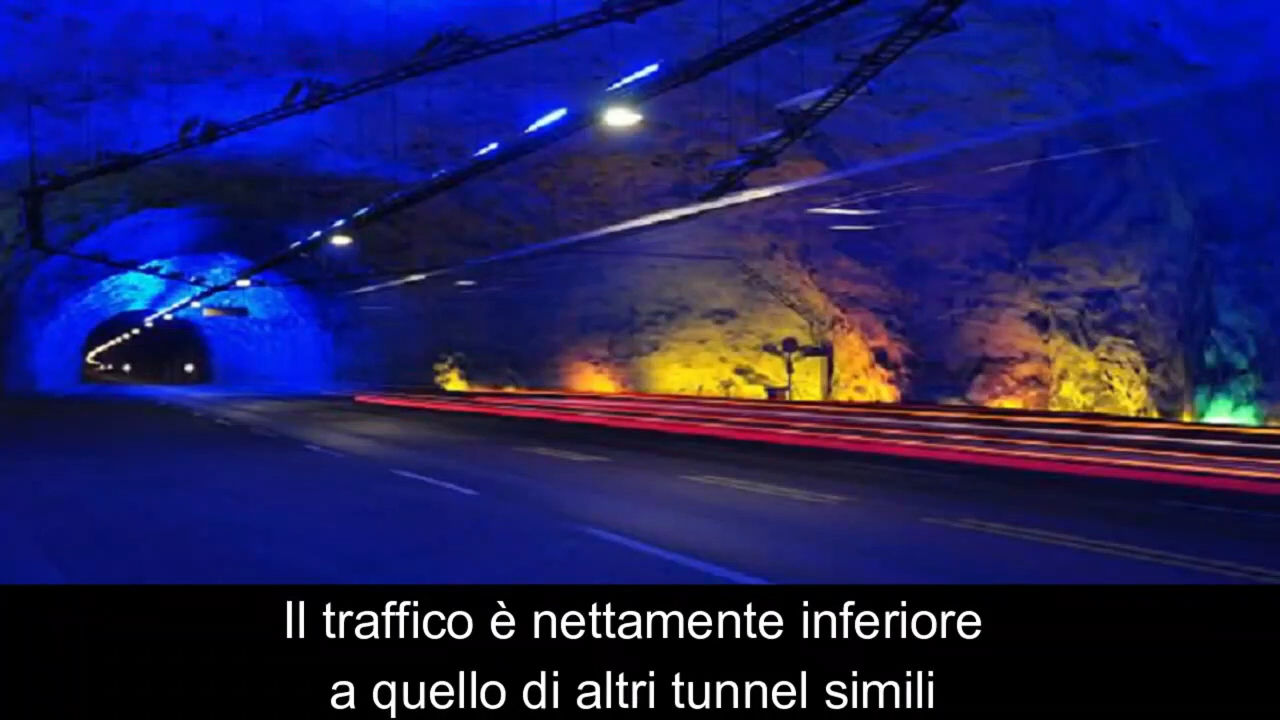 Il traffico è nettamente inferiore
a quello di altri tunnel simili